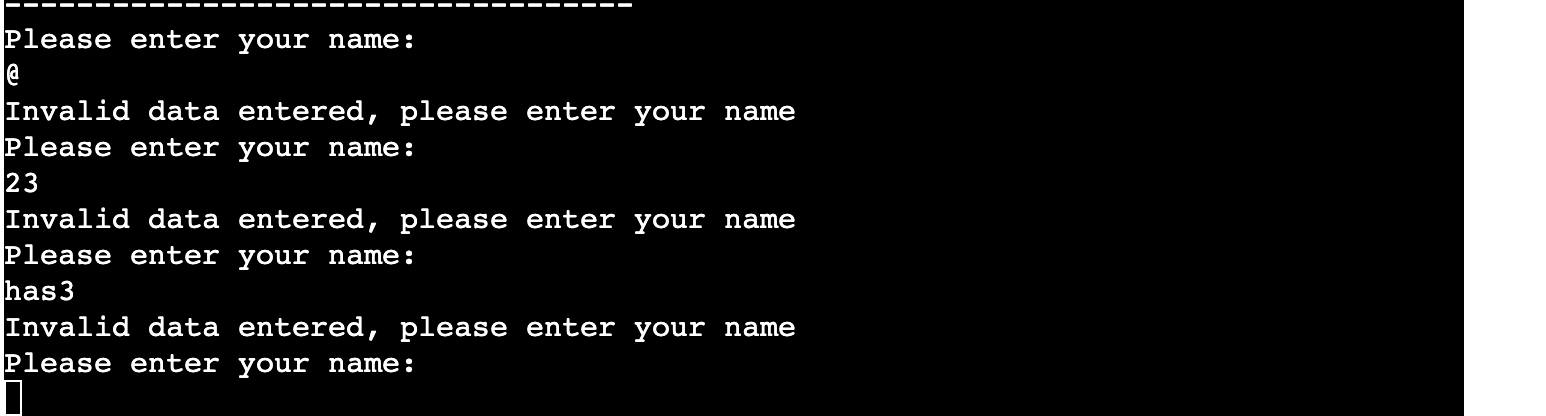 -----------------------------------
Please enter your name:
@
Invalid data entered, please enter your name
Please enter your name:
23
Invalid data entered, please enter your name
Please enter your name:
has3
Invalid data entered, please enter your name
Please enter your name: